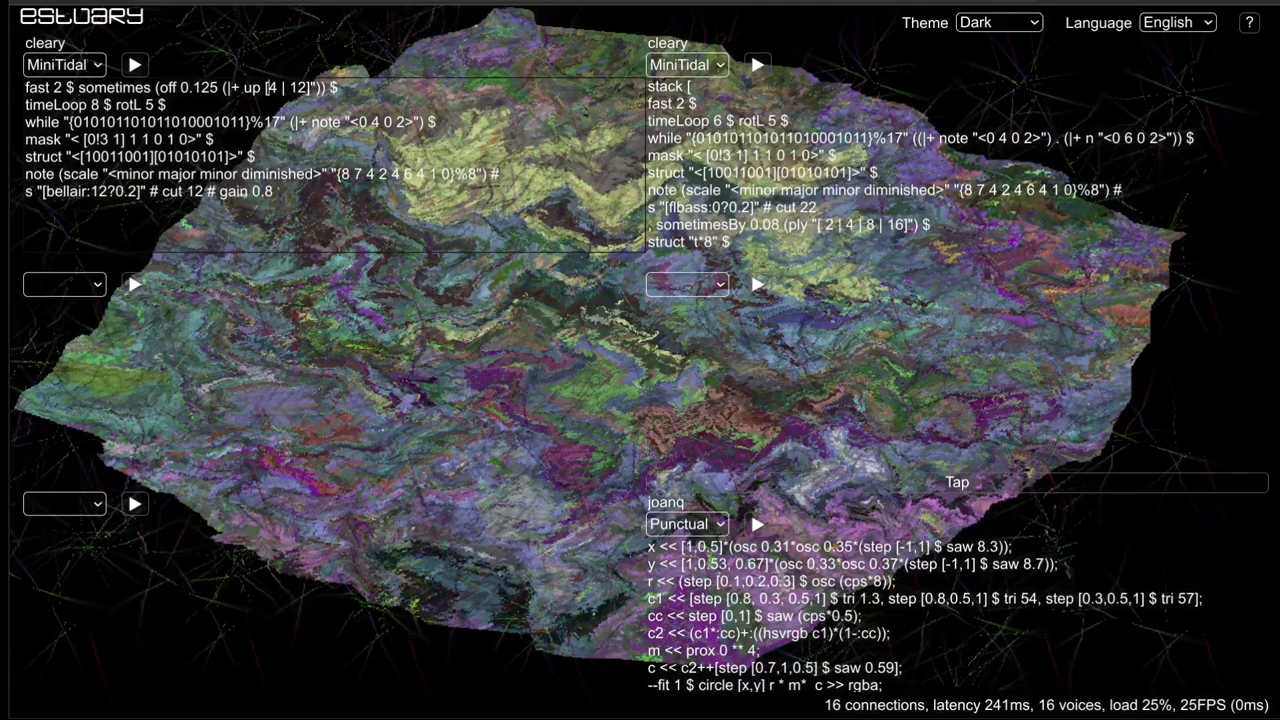 ESTUARY
Theme Dark Language English ?
cleary
MiniTidal
fast 2 $ sometimes (off 0.125 (|+ up [4 | 12]")) $
timeLoop 8 $ rotL 5 $
while "{010101101011010001011}%17" (|+ note "<0 4 0 2>") $
mask "< [0!3 1] 1 1 0 1 0>" $
struct "<[10011001][01010101]>" $
note (scale "<minor major minor diminished>" "{8 7 4 2 4 6 4 1 0}%8") #
s "[bellair:12?0.2]" # cut 12 # gain 0.8
cleary
MiniTidal
stack [
fast 2 $
timeLoop 6 $ rotL 5 $
while "{010101101011010001011}%17" ((|+ note "<0 4 0 2>") . (|+ n "<0 6 0 2>")) $
mask "< [0!3 1] 1 1 0 1 0>" $
struct "<[10011001][01010101]>" $
note (scale "<minor major minor diminished>" "{8 7 4 2 4 6 4 1 0}%8") #
s "[flbass:0?0.2]" # cut 22
, sometimesBy 0.08 (ply "[ 2 | 4 | 8 | 16]") $
struct "t*8" $
Tap
joanq
Punctual
x << [1,0.5]*(osc 0.31*osc 0.35*(step [-1,1] $ saw 8.3));
y << [1,0.53, 0.67]*(osc 0.33*osc 0.37*(step [-1,1] $ saw 8.7));
r << (step [0.1,0.2,0.3] $ osc (cps*8));
c1 << [step [0.8, 0.3, 0.5,1] $ tri 1.3, step [0.8,0.5,1] $ tri 54, step [0.3,0.5,1] $ tri 57];
cc << step [0,1] $ saw (cps*0.5);
c2 << (c1*:cc)+:((hsvrgb c1)*(1-:cc));
m << prox 0 ** 4;
c << c2++[step [0.7,1,0.5] $ saw 0.59];
--fit 1 $ circle [x,y] r * m* c >> rgba;
16 connections, latency 241ms, 16 voices, load 25%, 25FPS (0ms)